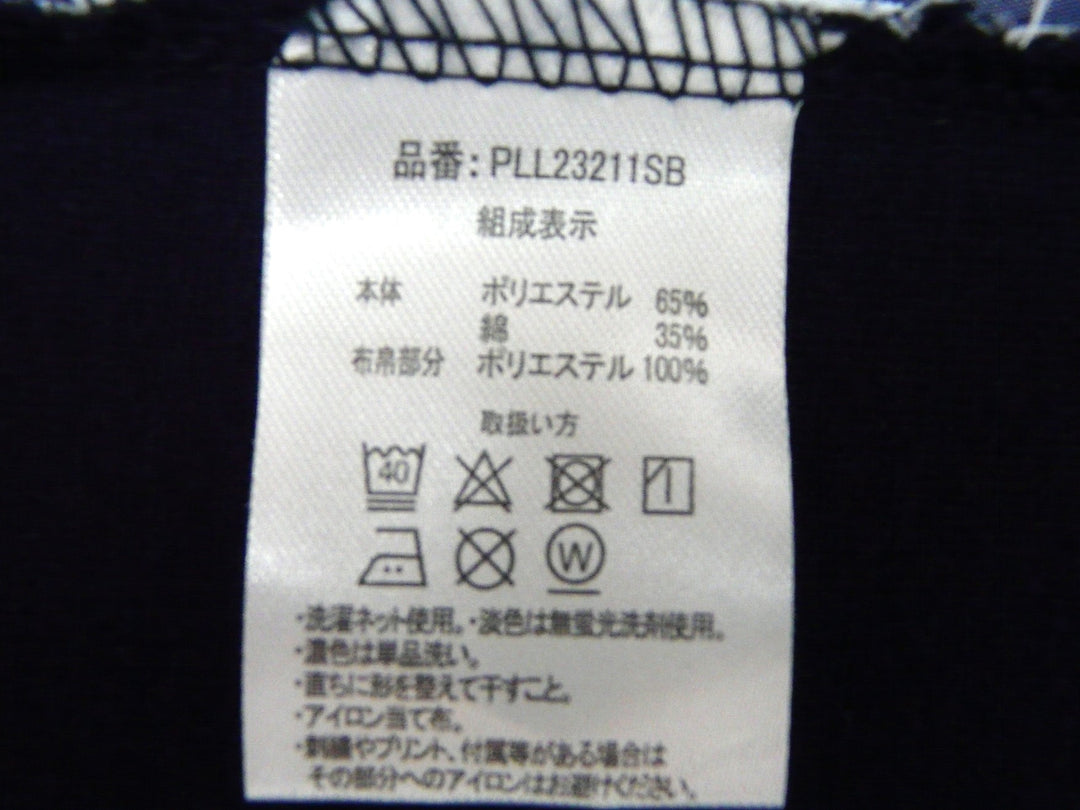 品番:PLL23211SB
組成表示
本体 ポリエステル 65%
綿 35%
布帛部分 ポリエステル 100%
取扱い方
40
W
・洗濯ネット使用。・淡色は無蛍光洗剤使用。
・濃色は単品洗い。
・直ちに形を整えて干すこと。
・アイロン当て布。
・刺繍やプリント、付属等がある場合は
その部分へのアイロンはお避けください。